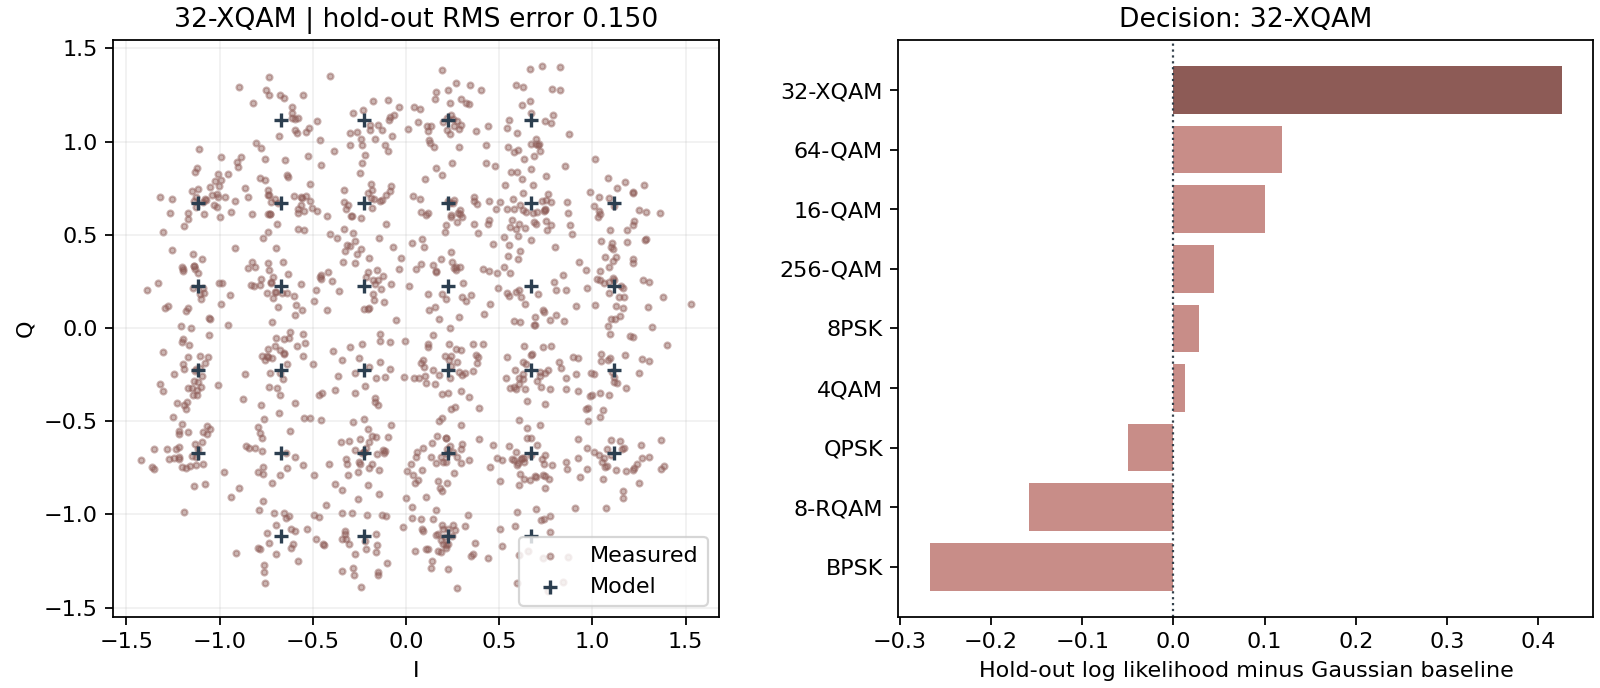 32-XQAM | hold-out RMS error 0.150
1.5
1.0
0.5
0.0
−0.5
−1.0
−1.5
Q
−1.5 −1.0 −0.5 0.0 0.5 1.0 1.5
I
Measured
Model
Decision: 32-XQAM
32-XQAM
64-QAM
16-QAM
256-QAM
8PSK
4QAM
QPSK
8-RQAM
BPSK
−0.3 −0.2 −0.1 0.0 0.1 0.2 0.3 0.4
Hold-out log likelihood minus Gaussian baseline